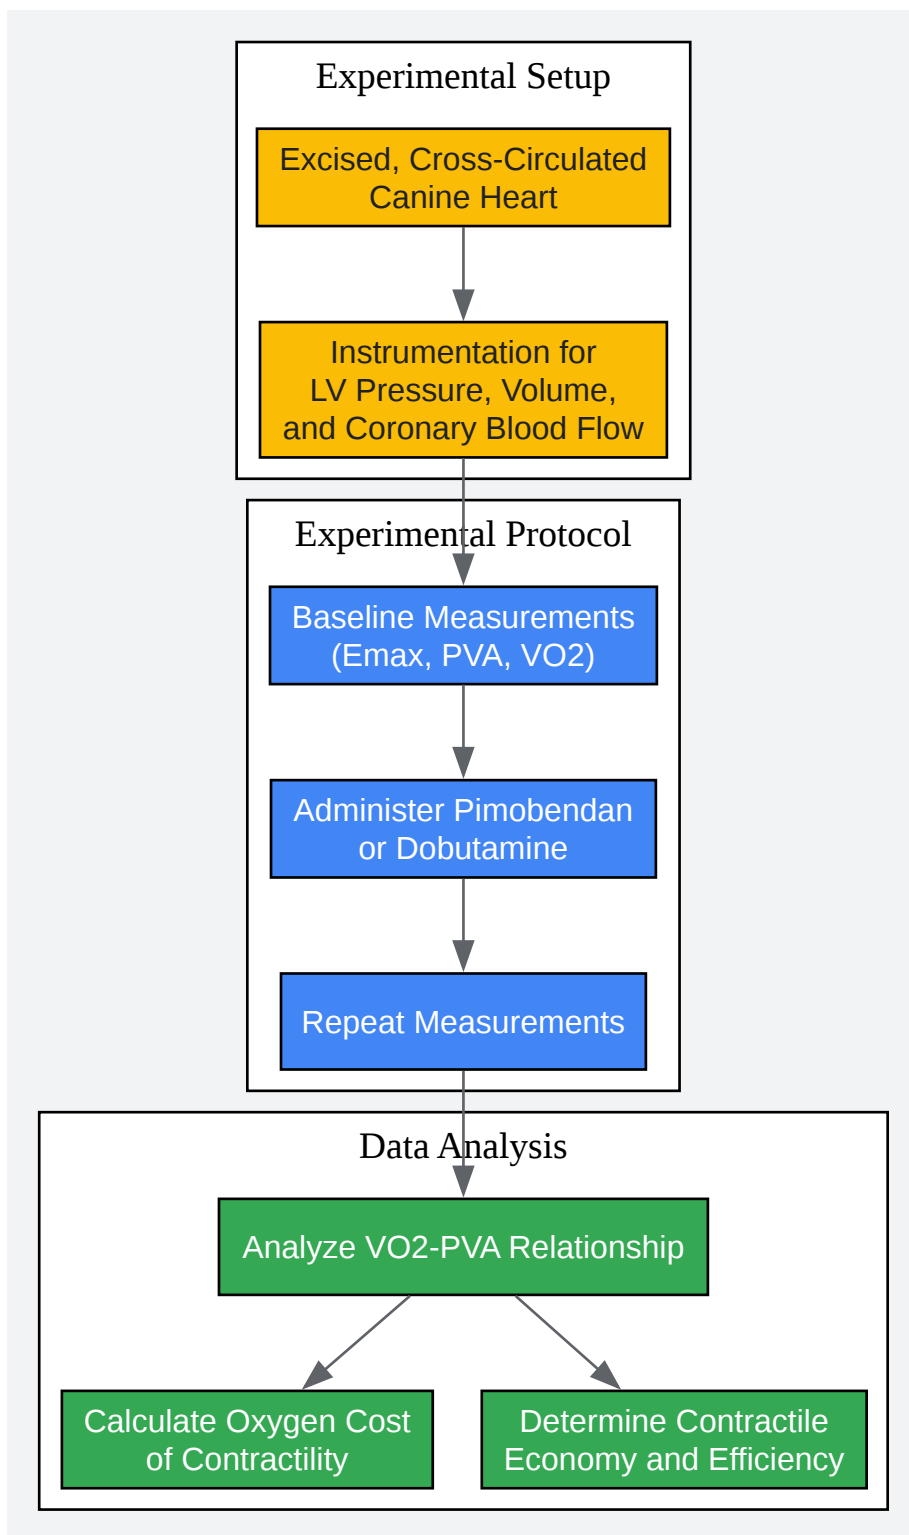 Experimental Setup
Excised, Cross-Circulated
Canine Heart
Instrumentation for
LV Pressure, Volume,
and Coronary Blood Flow
Experimental Protocol
Baseline Measurements
(Emax, PVA, VO2)
Administer Pimobendan
or Dobutamine
Repeat Measurements
Data Analysis
Analyze VO2-PVA Relationship
Calculate Oxygen Cost
of Contractility
Determine Contractile
Economy and Efficiency